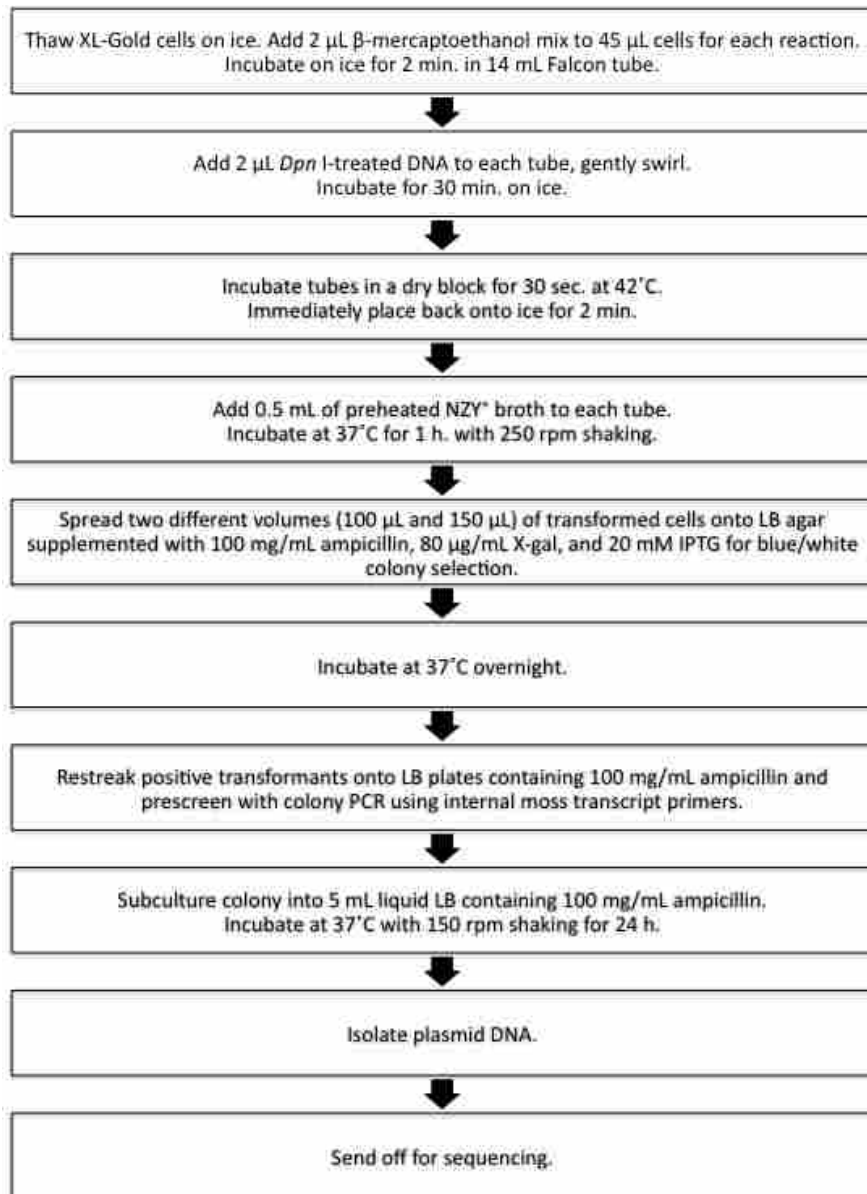 Thaw XL-Gold cells on ice. Add 2 µL β-mercaptoethanol mix to 45 µL cells for each reaction.
Incubate on ice for 2 min. in 14 mL Falcon tube.
Add 2 µL Dpn I-treated DNA to each tube, gently swirl.
Incubate for 30 min. on ice.
Incubate tubes in a dry block for 30 sec. at 42˚C.
Immediately place back onto ice for 2 min.
Add 0.5 mL of preheated NZY⁺ broth to each tube.
Incubate at 37˚C for 1 h. with 250 rpm shaking.
Spread two different volumes (100 µL and 150 µL) of transformed cells onto LB agar
supplemented with 100 mg/mL ampicillin, 80 µg/mL X-gal, and 20 mM IPTG for blue/white
colony selection.
Incubate at 37˚C overnight.
Restreak positive transformants onto LB plates containing 100 mg/mL ampicillin and
prescreen with colony PCR using internal moss transcript primers.
Subculture colony into 5 mL liquid LB containing 100 mg/mL ampicillin.
Incubate at 37˚C with 150 rpm shaking for 24 h.
Isolate plasmid DNA.
Send off for sequencing.